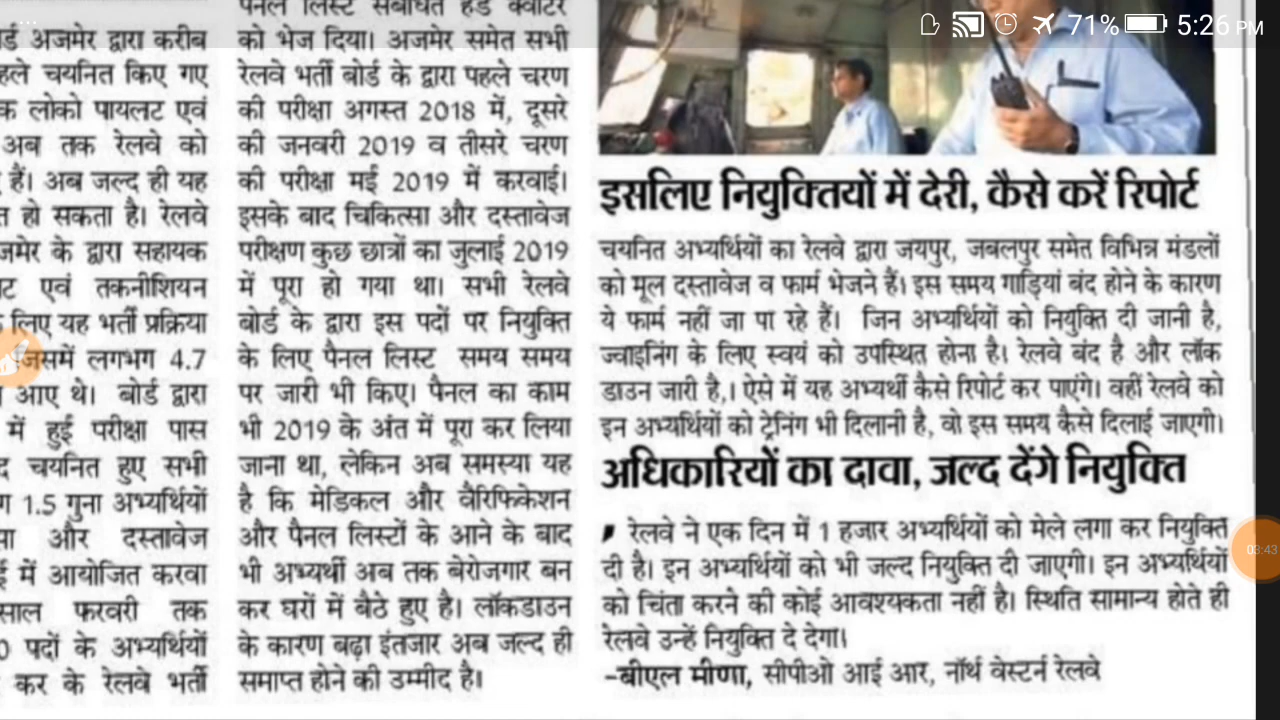 71% 5:26 PM
र्ड अजमेर द्वारा करीब
हले चयनित किए गए
क लोको पायलट एवं
अब तक रेलवे को
हैं। अब जल्द ही यह
त हो सकता है। रेलवे
जमेर के द्वारा सहायक
ट एवं तकनीशियन
लिए यह भर्ती प्रक्रिया
जिसमें लगभग 4.7
आए थे। बोर्ड द्वारा
में हुई परीक्षा पास
द चयनित हुए सभी
ग 1.5 गुना अभ्यर्थियों
सा और दस्तावेज
ई में आयोजित करवा
साल फरवरी तक
0 पदों के अभ्यर्थियों
कर के रेलवे भर्ती
पैनल लिस्ट संबंधित हैड क्वार्टर
को भेज दिया। अजमेर समेत सभी
रेलवे भर्ती बोर्ड के द्वारा पहले चरण
की परीक्षा अगस्त 2018 में, दूसरे
की जनवरी 2019 व तीसरे चरण
की परीक्षा मई 2019 में करवाई।
इसके बाद चिकित्सा और दस्तावेज
परीक्षण कुछ छात्रों का जुलाई 2019
में पूरा हो गया था। सभी रेलवे
बोर्ड के द्वारा इस पदों पर नियुक्ति
के लिए पैनल लिस्ट समय समय
पर जारी भी किए। पैनल का काम
भी 2019 के अंत में पूरा कर लिया
जाना था, लेकिन अब समस्या यह
है कि मेडिकल और वैरिफिकेशन
और पैनल लिस्टों के आने के बाद
भी अभ्यर्थी अब तक बेरोजगार बन
कर घरों में बैठे हुए है। लॉकडाउन
के कारण बढ़ा इंतजार अब जल्द ही
समाप्त होने की उम्मीद है।
इसलिए नियुक्तियों में देरी, कैसे करें रिपोर्ट
चयनित अभ्यर्थियों का रेलवे द्वारा जयपुर, जबलपुर समेत विभिन्न मंडलों
को मूल दस्तावेज व फार्म भेजने हैं। इस समय गाड़ियां बंद होने के कारण
ये फार्म नहीं जा पा रहे हैं। जिन अभ्यर्थियों को नियुक्ति दी जानी है,
ज्वाइनिंग के लिए स्वयं को उपस्थित होना है। रेलवे बंद है और लॉक
डाउन जारी है,। ऐसे में यह अभ्यर्थी कैसे रिपोर्ट कर पाएंगे। वहीं रेलवे को
इन अभ्यर्थियों को ट्रेनिंग भी दिलानी है, वो इस समय कैसे दिलाई जाएगी।
अधिकारियों का दावा, जल्द देंगे नियुक्ति
रेलवे ने एक दिन में 1 हजार अभ्यर्थियों को मेले लगा कर नियुक्ति
दी है। इन अभ्यर्थियों को भी जल्द नियुक्ति दी जाएगी। इन अभ्यर्थियों
को चिंता करने की कोई आवश्यकता नहीं है। स्थिति सामान्य होते ही
रेलवे उन्हें नियुक्ति दे देगा।
-बीएल मीणा, सीपीओ आई आर, नॉर्थ वेस्टर्न रेलवे
03:43